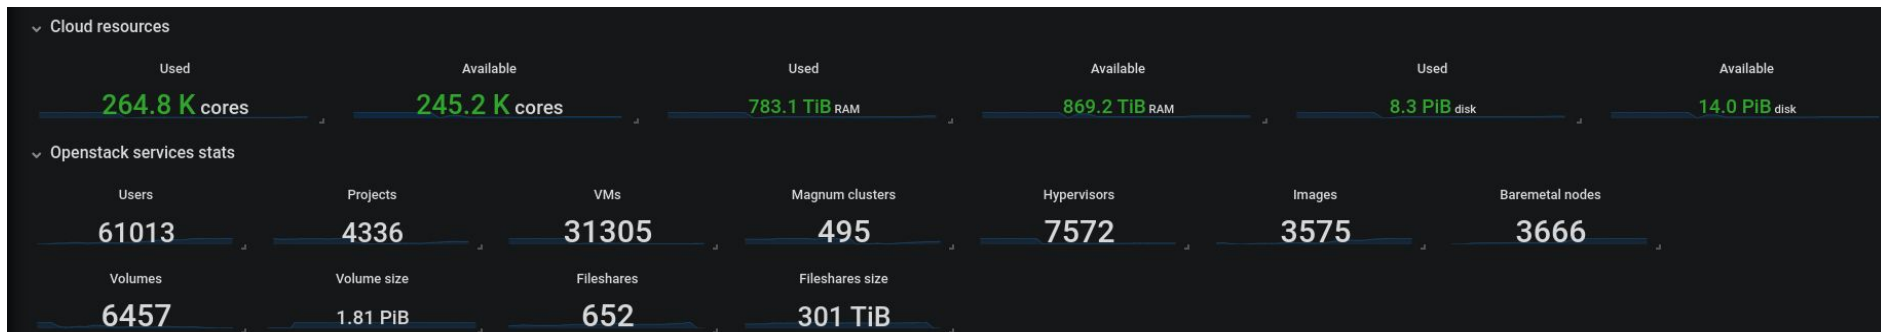 Cloud resources
Used Available Used Available Used Available
264.8 K cores 245.2 K cores 783.1 TiB RAM 869.2 TiB RAM 8.3 PiB disk 14.0 PiB disk
Openstack services stats
Users Projects VMs Magnum clusters Hypervisors Images Baremetal nodes
61013 4336 31305 495 7572 3575 3666
Volumes Volume size Fileshares Fileshares size
6457 1.81 PiB 652 301 TiB